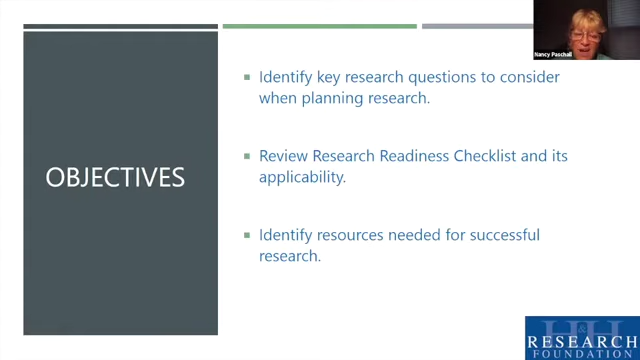 Nancy Paschall
Identify key research questions to consider
when planning research.
Review Research Readiness Checklist and its
applicability.
OBJECTIVES
Identify resources needed for successful
research.
H&H
RESEARCH
FOUNDATION